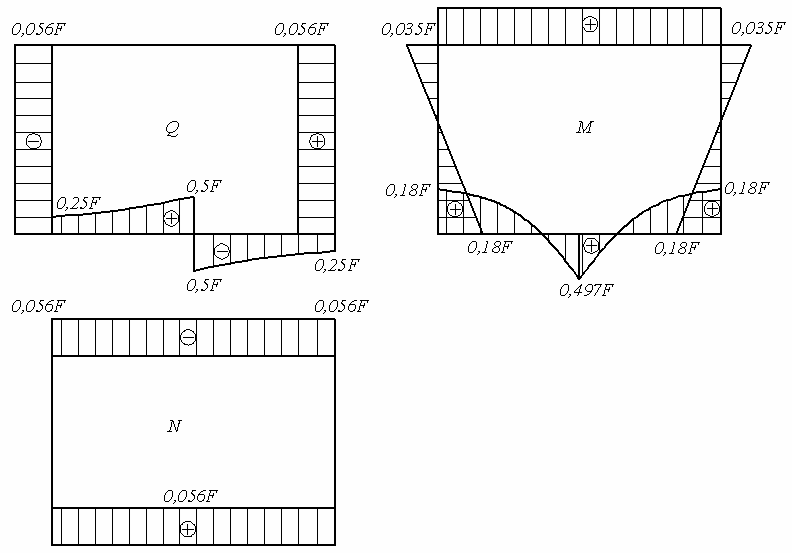 0,056F 0,056F
Q
0,25F 0,5F
0,5F 0,25F
0,035F 0,035F
M
0,18F 0,18F
0,18F 0,18F
0,497F
0,056F 0,056F
N
0,056F